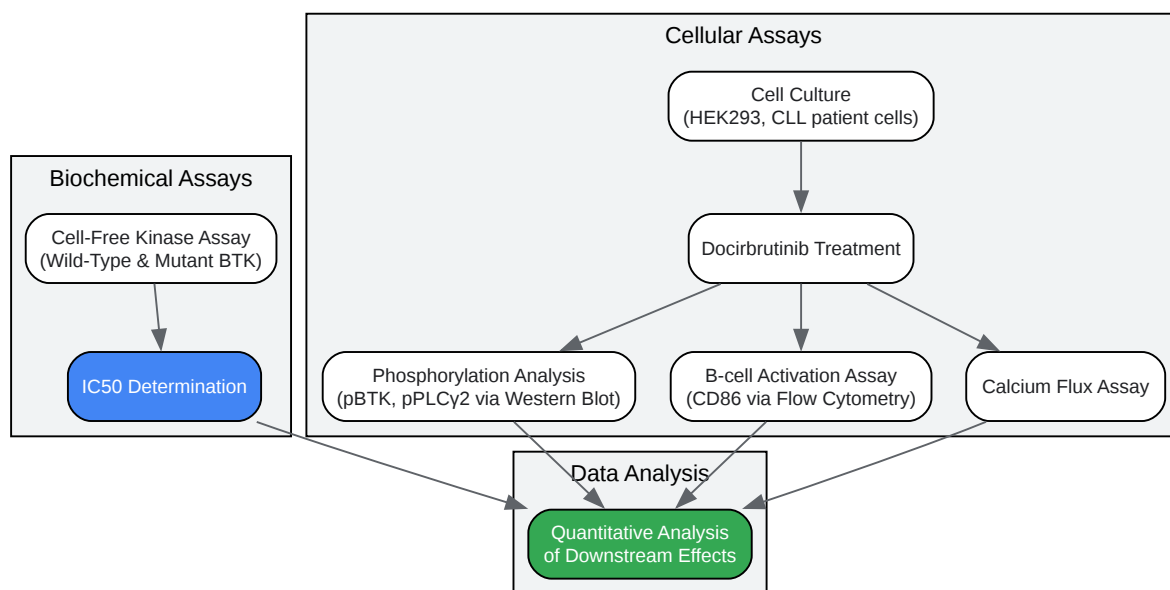 Cellular Assays
Cell Culture
(HEK293, CLL patient cells)
Biochemical Assays
Cell-Free Kinase Assay
(Wild-Type & Mutant BTK)
Docirbrutinib Treatment
IC50 Determination
Phosphorylation Analysis
(pBTK, pPLCγ2 via Western Blot)
B-cell Activation Assay
(CD86 via Flow Cytometry)
Calcium Flux Assay
Data Analysis
Quantitative Analysis
of Downstream Effects